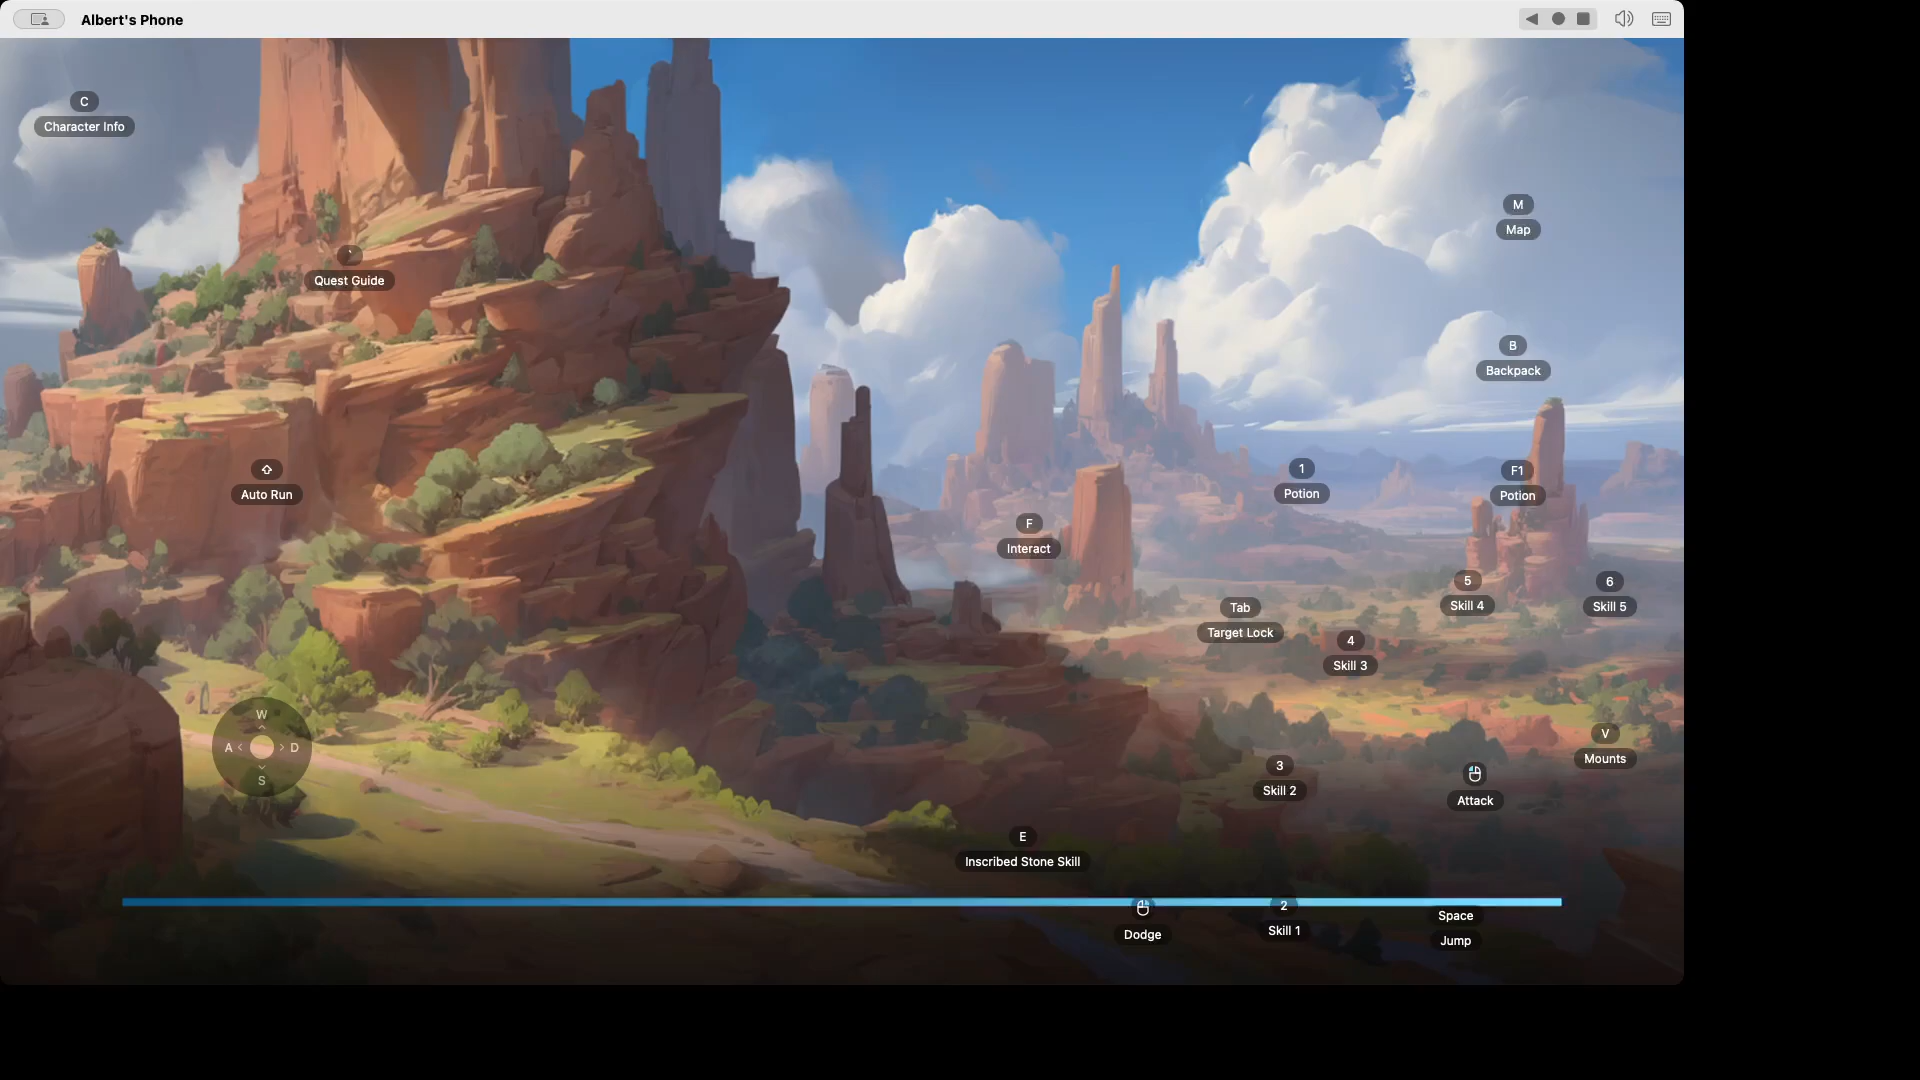 Albert's Phone
C
Character Info
M
Map
`
Quest Guide
B
Backpack
Auto Run
1
Potion
F1
Potion
F
Interact
5
Skill 4
6
Skill 5
Tab
Target Lock
4
Skill 3
W
A
D
S
V
Mounts
3
Skill 2
Attack
E
Inscribed Stone Skill
Dodge
2
Skill 1
Space
Jump